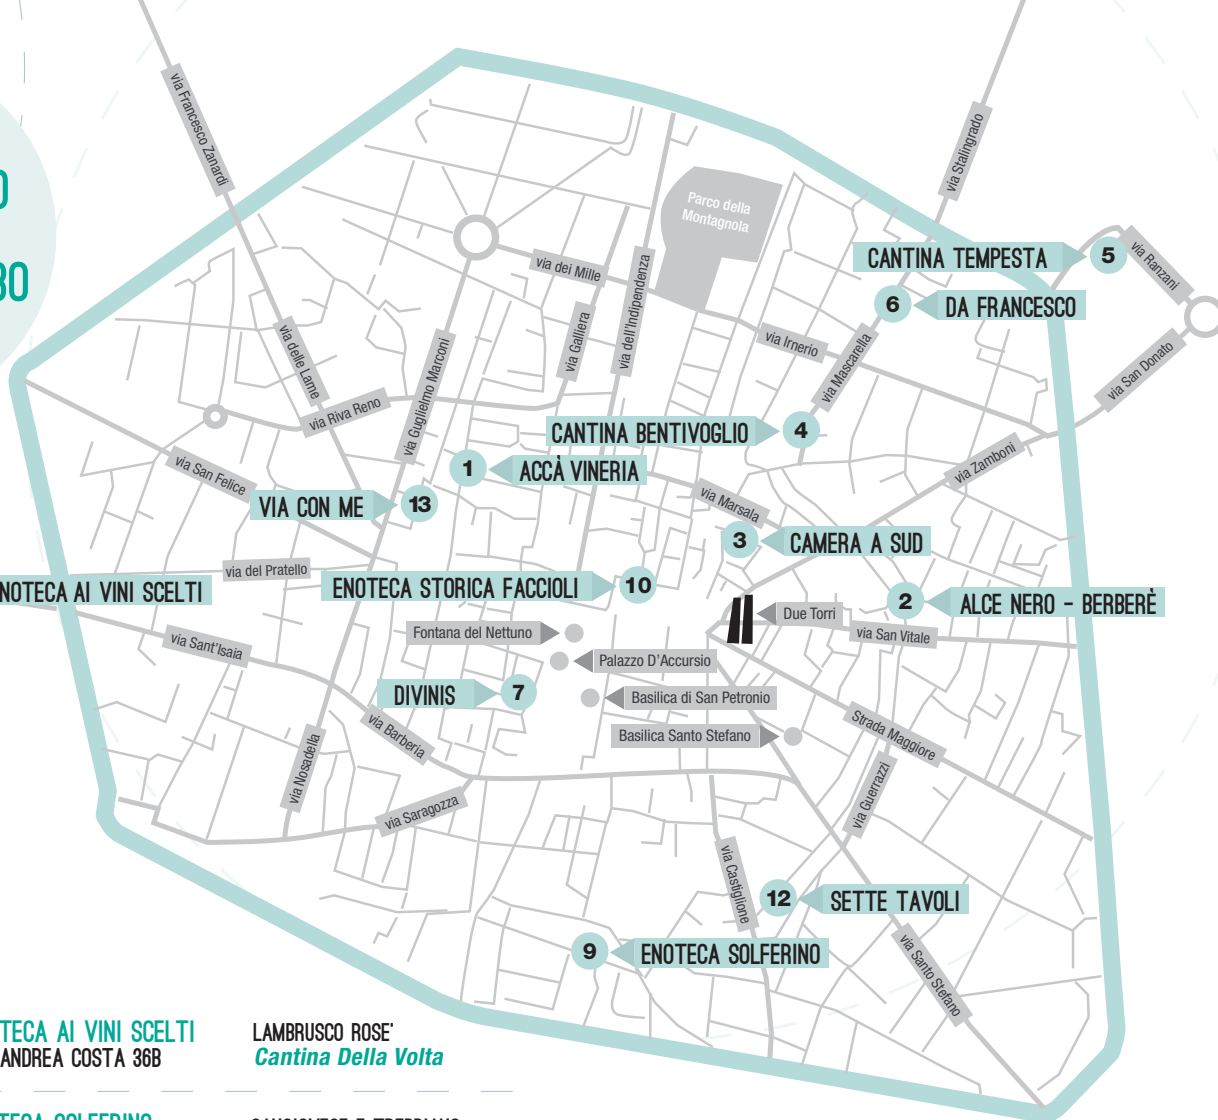 30
via Francesco Zanardi
via Stalingrado
Parco della
Montagnola
CANTINA TEMPESTA
5
via Ranzani
via dei Mille
6
DA FRANCESCO
via Galliera
via dell'Indipendenza
via Irnerio
via Mascarella
via San Donato
via delle Lame
via Guglielmo Marconi
via Riva Reno
CANTINA BENTIVOGLIO
4
via San Felice
1
ACCÀ VINERIA
via Zamboni
VIA CON ME
13
via Marsala
3
CAMERA A SUD
via del Pratello
NOTECA AI VINI SCELTI
ENOTECA STORICA FACCIOLI
10
2
ALCE NERO - BERBERÈ
Due Torri
via San Vitale
Fontana del Nettuno
via Sant'Isaia
Palazzo D'Accursio
DIVINIS
7
Basilica di San Petronio
Basilica Santo Stefano
via Barberia
Strada Maggiore
via Nosadella
via Guerrazzi
via Saragozza
via Castiglione
12
SETTE TAVOLI
9
ENOTECA SOLFERINO
via Santo Stefano
TECA AI VINI SCELTI
ANDREA COSTA 36B
LAMBRUSCO ROSE'
Cantina Della Volta
TECA SOLFERINO